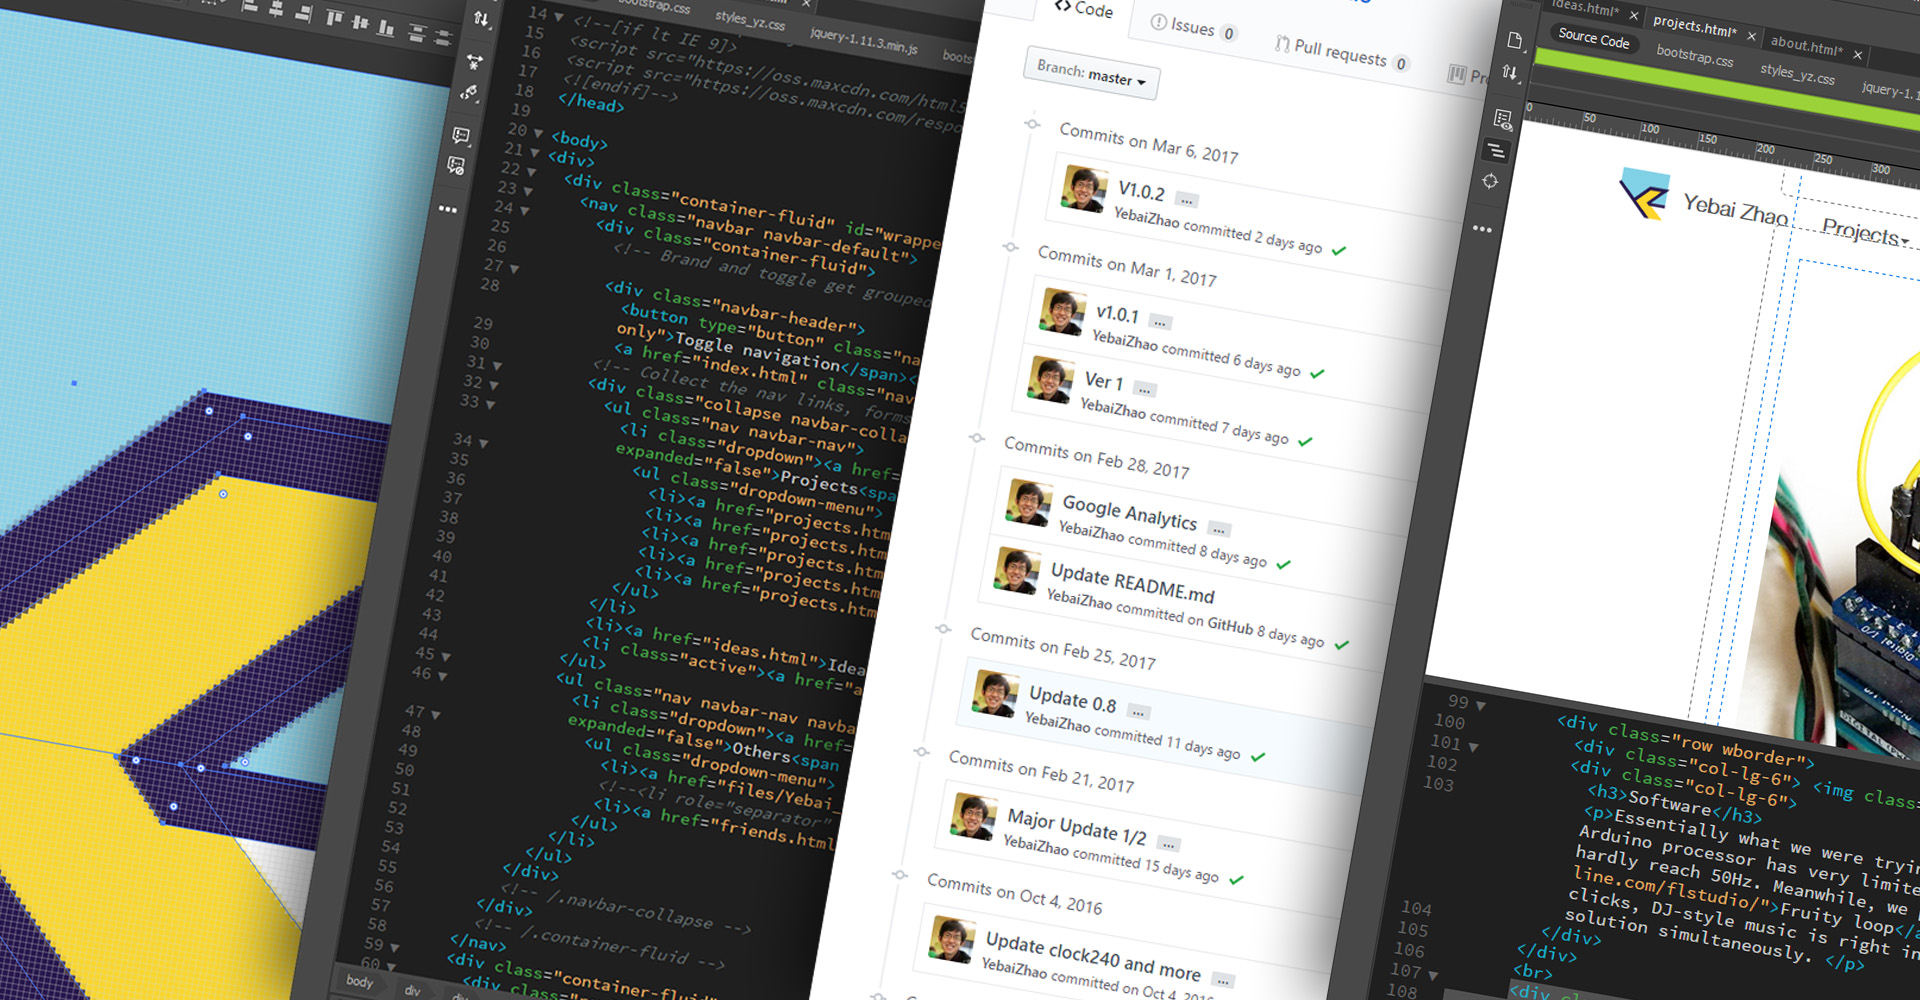 bootstrap.css
styles_yz.css
jquery-1.11.3.min.js
14
15
16
17
18
19
20
21
22
23
24
25
26
27
28
29
30
31
32
33
34
35
36
37
38
39
40
41
42
43
44
45
46
47
48
49
50
51
52
53
54
55
56
57
58
59
60
<!--[if lt IE 9]>
<script src="https://oss.maxcdn.com/html5
<script src="https://oss.maxcdn.com/respo
<![endif]-->
</head>
<body>
<div>
<div class="container-fluid" id="wrappe
<nav class="navbar navbar-default">
<div class="container-fluid">
<!-- Brand and toggle get grouped
<div class="navbar-header">
<button type="button" class="na
only">Toggle navigation</span><
<a href="index.html" class="nav
<!-- Collect the nav links, forms
<div class="collapse navbar-colla
<ul class="nav navbar-nav">
<li class="dropdown"><a href=
expanded="false">Projects<spa
<ul class="dropdown-menu">
<li><a href="projects.htm
<li><a href="projects.htm
<li><a href="projects.htm
<li><a href="projects.htm
<li><a href="projects.htm
</ul>
</li>
<li><a href="ideas.html">Idea
<li class="active"><a href="a
</ul>
<ul class="nav navbar-nav navba
<li class="dropdown"><a href=
expanded="false">Others<span
<ul class="dropdown-menu">
<li><a href="files/Yebai_
<!--<li role="separator"
<li><a href="friends.html
</ul>
</li>
</ul>
</div>
<!-- /.navbar-collapse -->
</div>
<!-- /.container-fluid -->
</nav>
<div class="container-fluid"
<div class=
body
div
Code
Issues 0
Pull requests 0
Branch: master
Commits on Mar 6, 2017
V1.0.2 ...
YebaiZhao committed 2 days ago
Commits on Mar 1, 2017
v1.0.1 ...
YebaiZhao committed 6 days ago
Ver 1 ...
YebaiZhao committed 7 days ago
Commits on Feb 28, 2017
Google Analytics ...
YebaiZhao committed 8 days ago
Update README.md
YebaiZhao committed on GitHub 8 days ago
Commits on Feb 25, 2017
Update 0.8 ...
YebaiZhao committed 11 days ago
Commits on Feb 21, 2017
Major Update 1/2 ...
YebaiZhao committed 15 days ago
Commits on Oct 4, 2016
Update clock240 and more ...
YebaiZhao committed on Oct 4, 2016
ideas.html*
projects.html*
about.html*
Source Code
bootstrap.css
styles_yz.css
jquery-1.1
0
50
100
150
200
250
300
Yebai Zhao
Projects
Digital I/O
99
100
101
102
103
104
105
106
107
108
<div class="row wborder">
<div class="col-lg-6"> <img class=
<div class="col-lg-6">
<h3>Software</h3>
<p>Essentially what we were tryin
Arduino processor has very limite
hardly reach 50Hz. Meanwhile, we
line.com/flstudio/">Fruity loop</a
clicks, DJ-style music is right in
solution simultaneously. </p>
</div>
</div>
<br>
<div cl